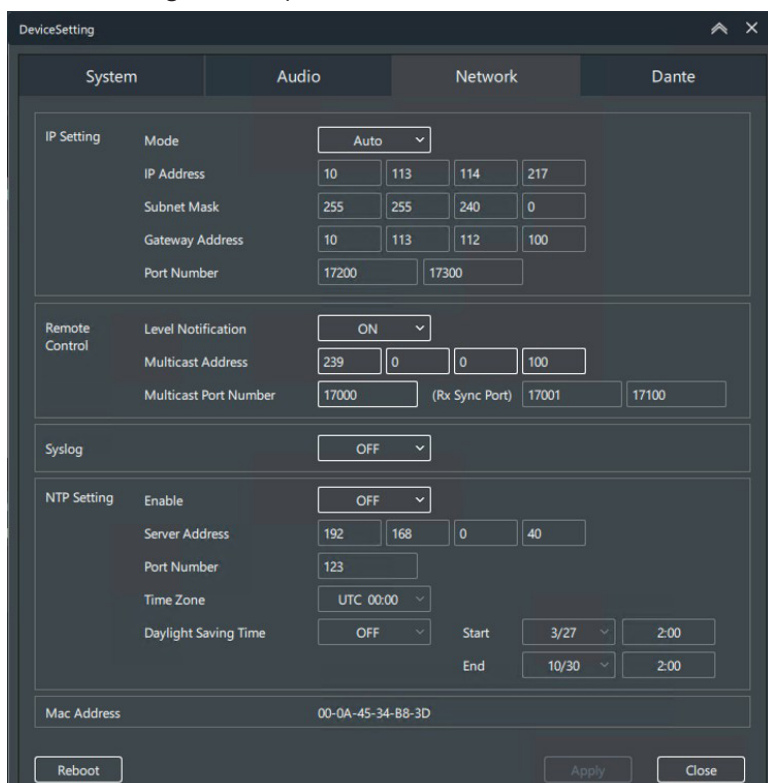 DeviceSetting
System Audio Network Dante
IP Setting Mode Auto
IP Address 10 113 114 217
Subnet Mask 255 255 240 0
Gateway Address 10 113 112 100
Port Number 17200 17300
Remote Control Level Notification ON
Multicast Address 239 0 0 100
Multicast Port Number 17000 (Rx Sync Port) 17001 17100
Syslog OFF
NTP Setting Enable OFF
Server Address 192 168 0 40
Port Number 123
Time Zone UTC 00:00
Daylight Saving Time OFF Start 3/27 2:00
End 10/30 2:00
Mac Address 00-0A-45-34-B8-3D
Reboot Apply Close